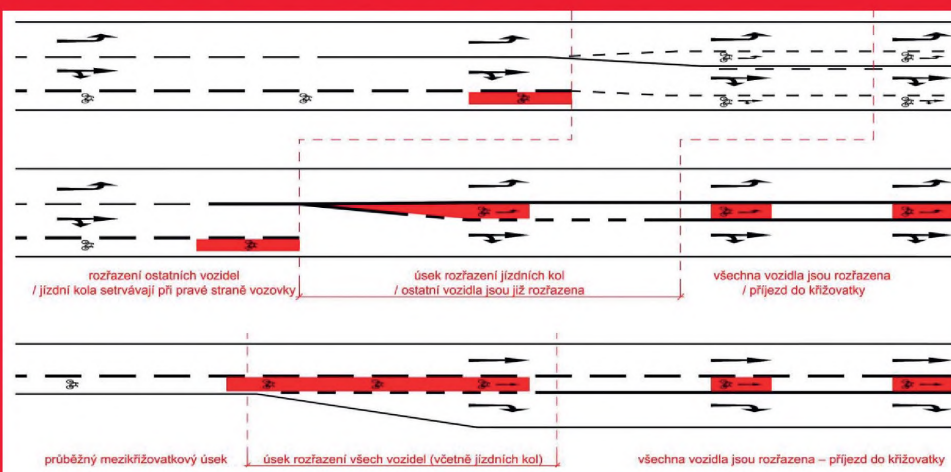 rozřazení ostatních vozidel
/ jízdní kola setrvávají při pravé straně vozovky
úsek rozřazení jízdních kol
/ ostatní vozidla jsou již rozřazena
všechna vozidla jsou rozřazena
/ příjezd do křižovatky
průběžný mezikřižovatkový úsek
úsek rozřazení všech vozidel (včetně jízdních kol)
všechna vozidla jsou rozřazena – příjezd do křižovatky